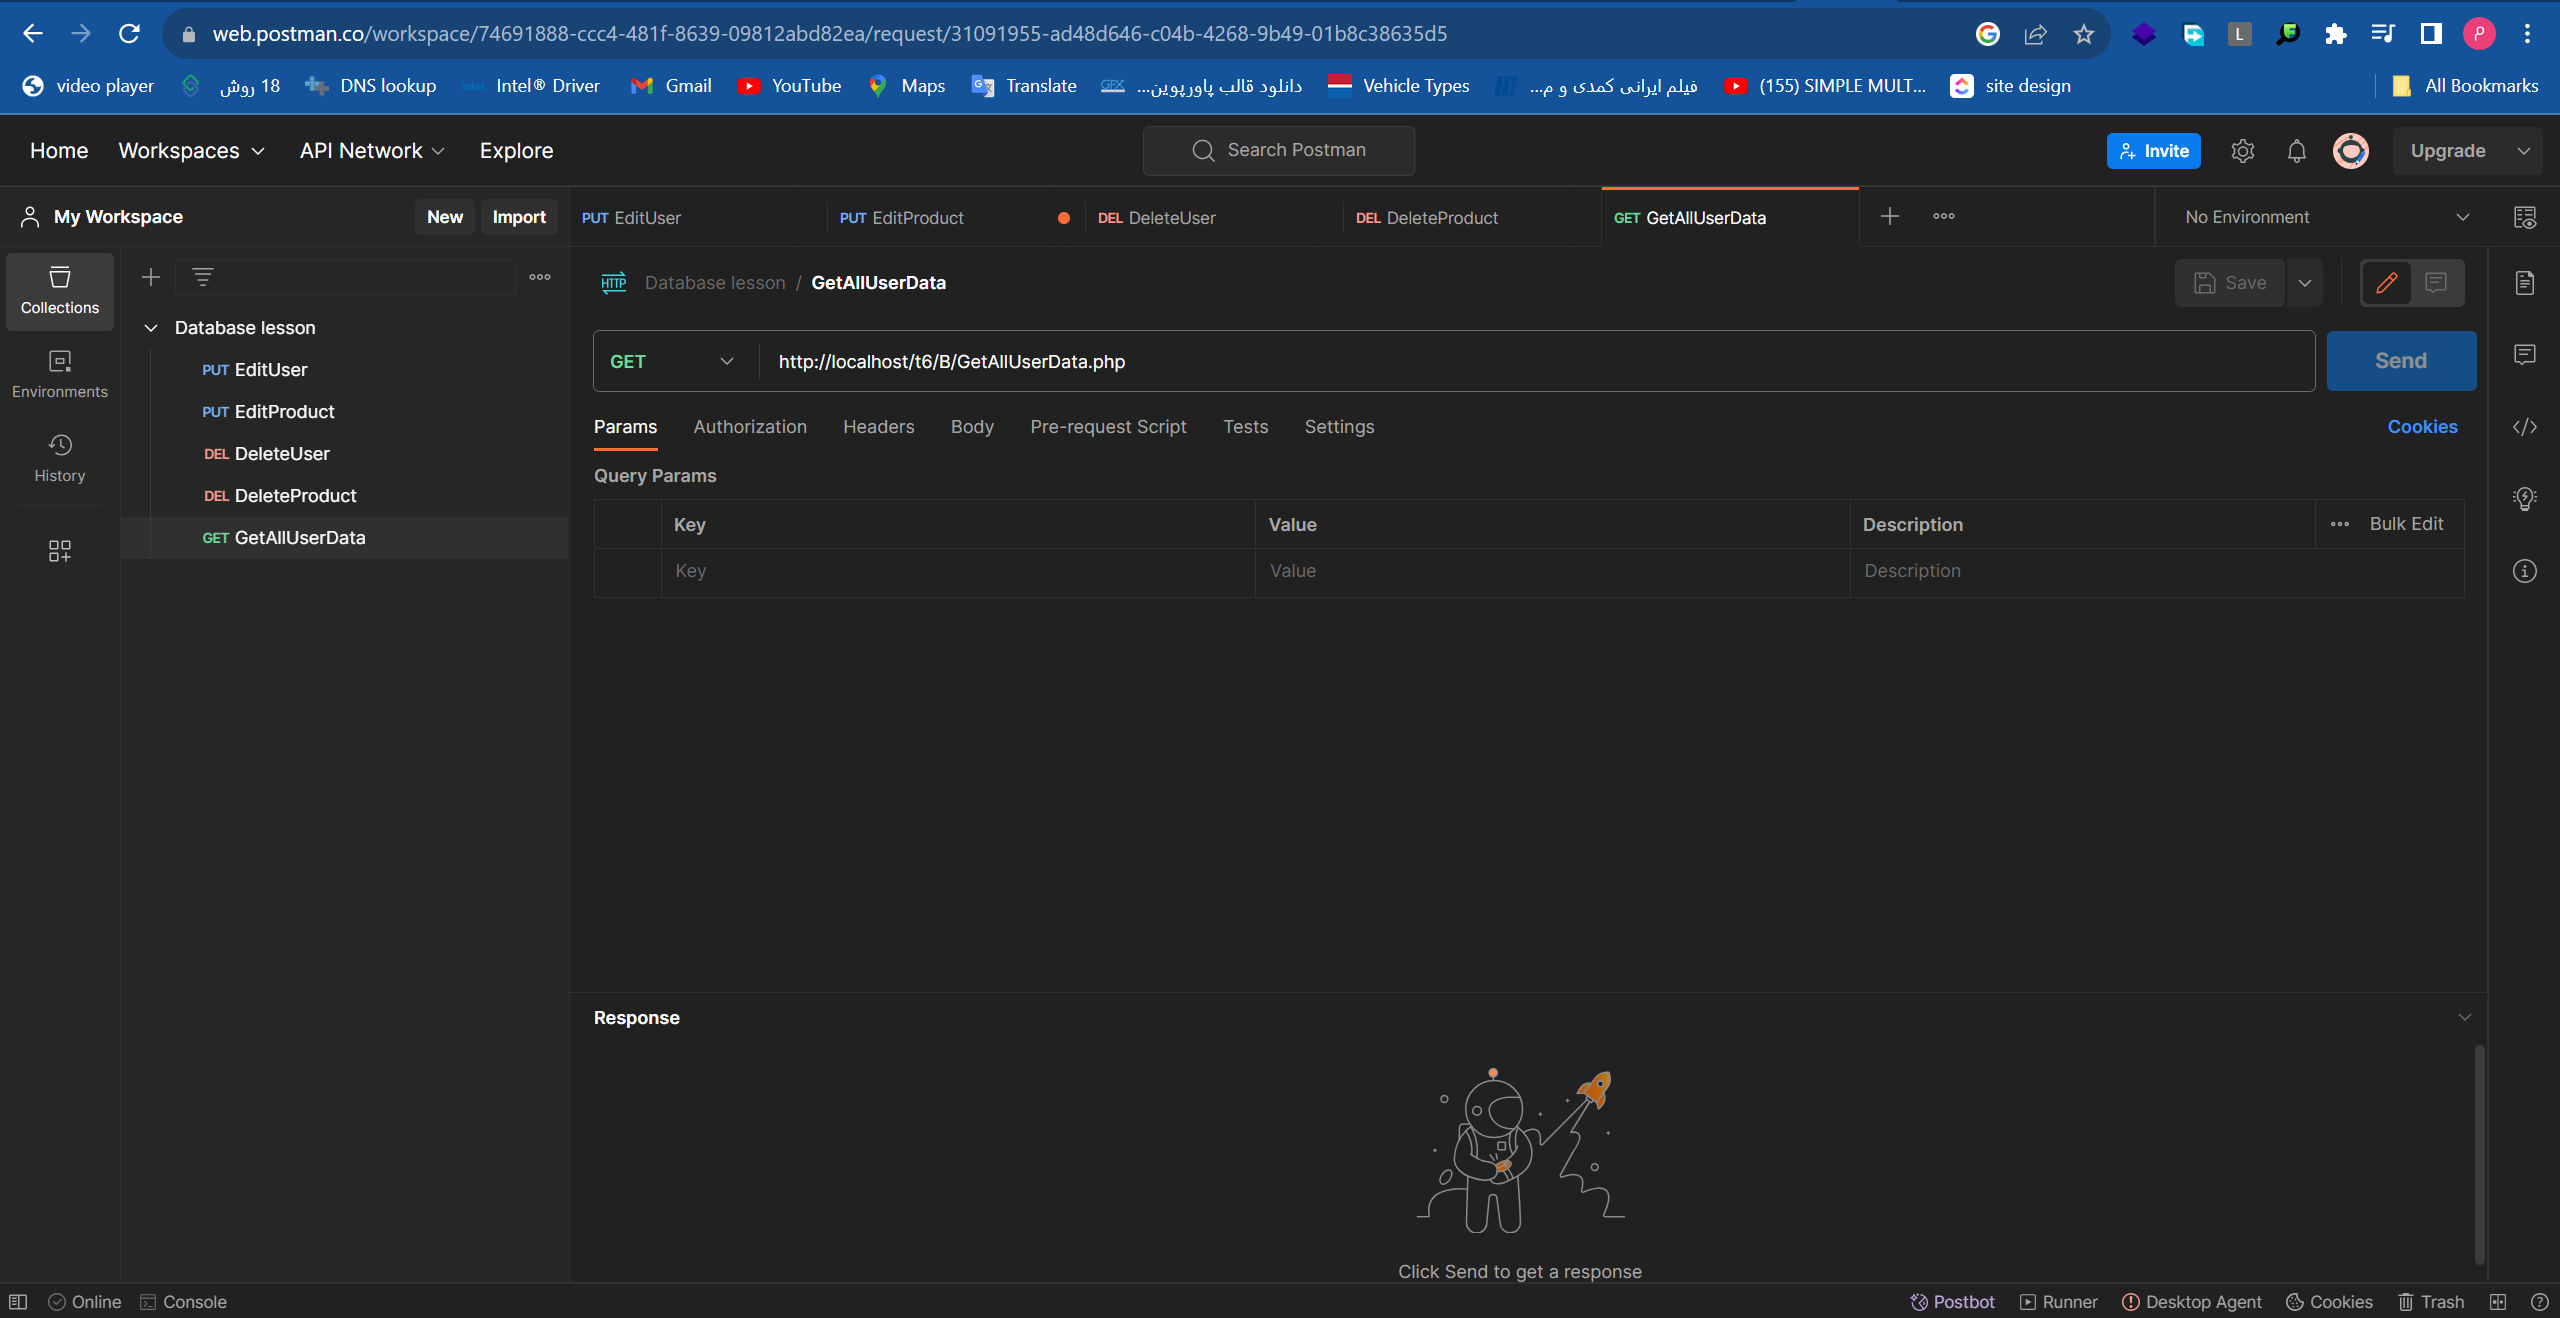 web.postman.co/workspace/74691888-ccc4-481f-8639-09812abd82ea/request/31091955-ad48d646-c04b-4268-9b49-01b8c38635d5
L
P
video player
18 روش
DNS lookup
intel Intel® Driver
Gmail
YouTube
Maps
Translate
GFX دانلود قالب پاورپوین...
Vehicle Types
فیلم ایرانی کمدی و م...
(155) SIMPLE MULT...
site design
All Bookmarks
Home
Workspaces
API Network
Explore
Search Postman
Invite
Upgrade
My Workspace
New
Import
PUT EditUser
PUT EditProduct
DEL DeleteUser
DEL DeleteProduct
GET GetAllUserData
No Environment
Collections
Environments
History
Database lesson
PUT EditUser
PUT EditProduct
DEL DeleteUser
DEL DeleteProduct
GET GetAllUserData
HTTP Database lesson / GetAllUserData
Save
GET http://localhost/t6/B/GetAllUserData.php
Send
Params
Authorization
Headers
Body
Pre-request Script
Tests
Settings
Cookies
Query Params
Key Value Description Bulk Edit
Key Value Description
Response
Click Send to get a response
Online
Console
Postbot
Runner
Desktop Agent
Cookies
Trash